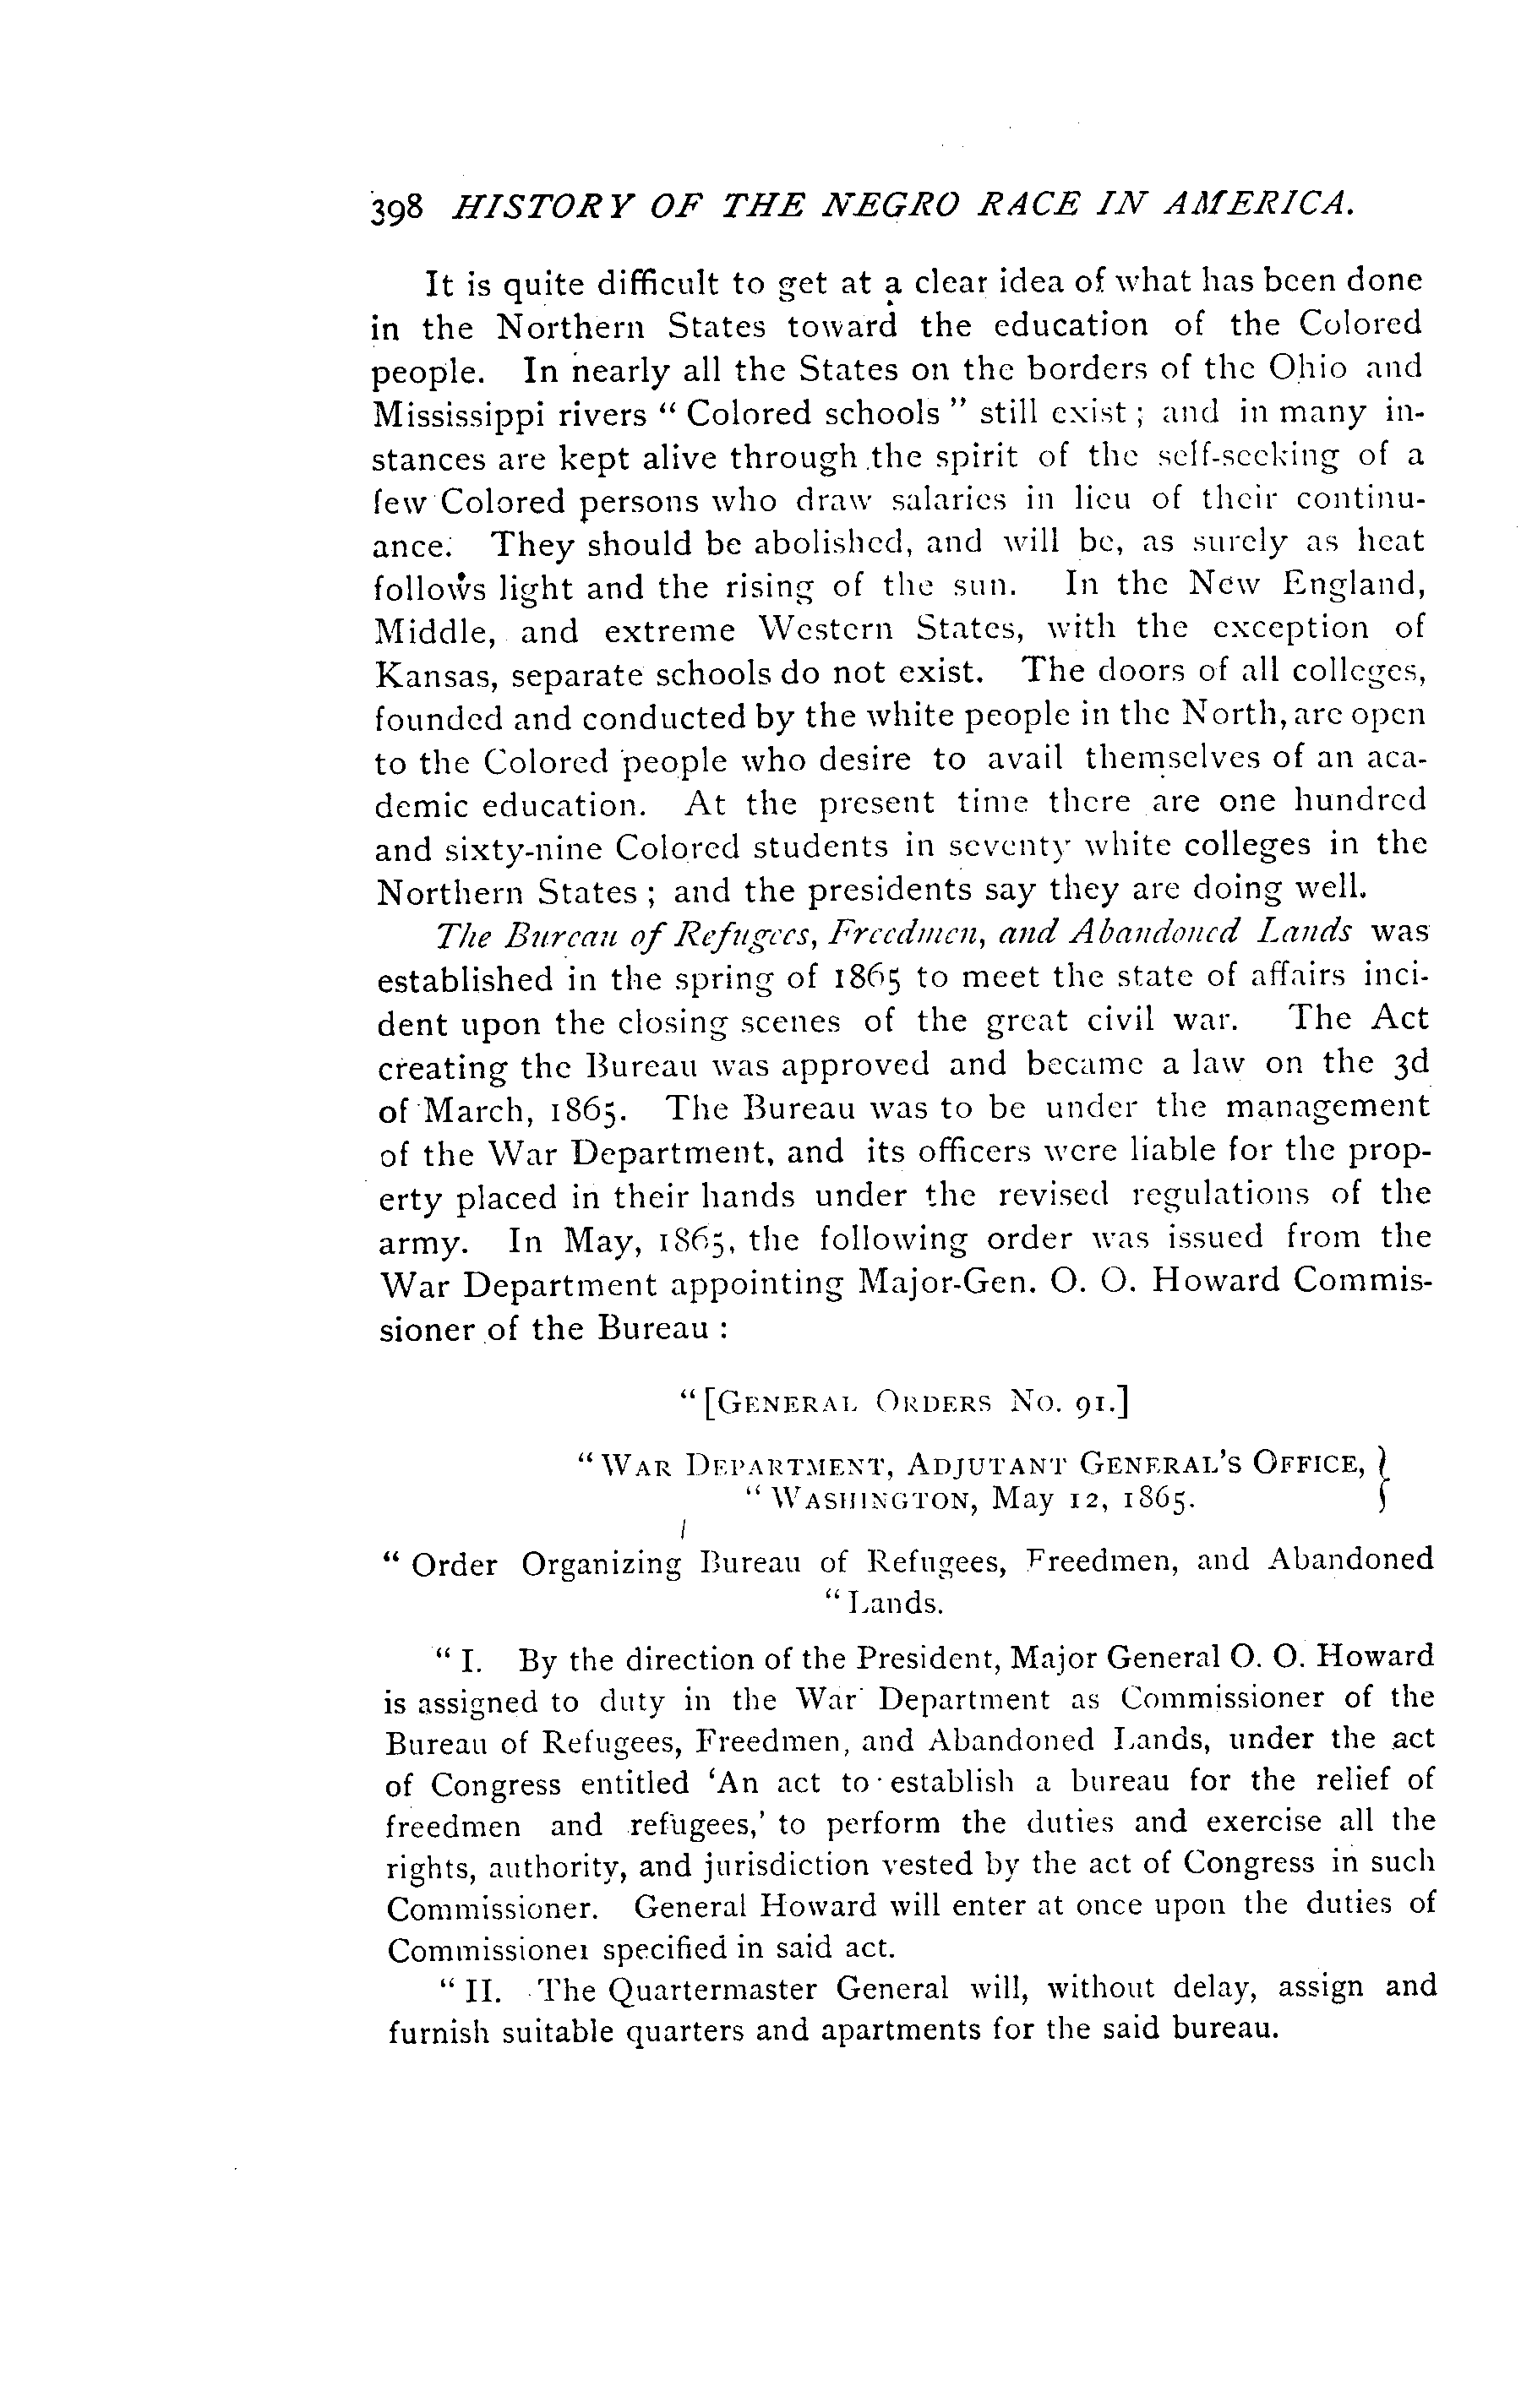 398 HISTORY OF THE NEGRO RACE IN AMERICA.
It is quite difficult to get at a clear idea of what has been done
in the Northern States toward the education of the Colored
people. In nearly all the States on the borders of the Ohio and
Mississippi rivers “ Colored schools ” still exist ; and in many in-
stances are kept alive through the spirit of the self-seeking of a
few Colored persons who draw salaries in lieu of their continu-
ance. They should be abolished, and will be, as surely as heat
follows light and the rising of the sun. In the New England,
Middle, and extreme Western States, with the exception of
Kansas, separate schools do not exist. The doors of all colleges,
founded and conducted by the white people in the North, are open
to the Colored people who desire to avail themselves of an aca-
demic education. At the present time there are one hundred
and sixty-nine Colored students in seventy white colleges in the
Northern States ; and the presidents say they are doing well.
The Bureau of Refugees, Freedmen, and Abandoned Lands was
established in the spring of 1865 to meet the state of affairs inci-
dent upon the closing scenes of the great civil war. The Act
creating the Bureau was approved and became a law on the 3d
of March, 1865. The Bureau was to be under the management
of the War Department, and its officers were liable for the prop-
erty placed in their hands under the revised regulations of the
army. In May, 1865, the following order was issued from the
War Department appointing Major-Gen. O. O. Howard Commis-
sioner of the Bureau :
“ [GENERAL ORDERS NO. 91.]
“ WAR DEPARTMENT, ADJUTANT GENERAL'S OFFICE, }
“ WASHINGTON, May 12, 1865.
“ Order Organizing Bureau of Refugees, Freedmen, and Abandoned
“ Lands.
“ I. By the direction of the President, Major General O. O. Howard
is assigned to duty in the War Department as Commissioner of the
Bureau of Refugees, Freedmen, and Abandoned Lands, under the act
of Congress entitled ‘An act to establish a bureau for the relief of
freedmen and refugees,’ to perform the duties and exercise all the
rights, authority, and jurisdiction vested by the act of Congress in such
Commissioner. General Howard will enter at once upon the duties of
Commissioner specified in said act.
“ II. The Quartermaster General will, without delay, assign and
furnish suitable quarters and apartments for the said bureau.